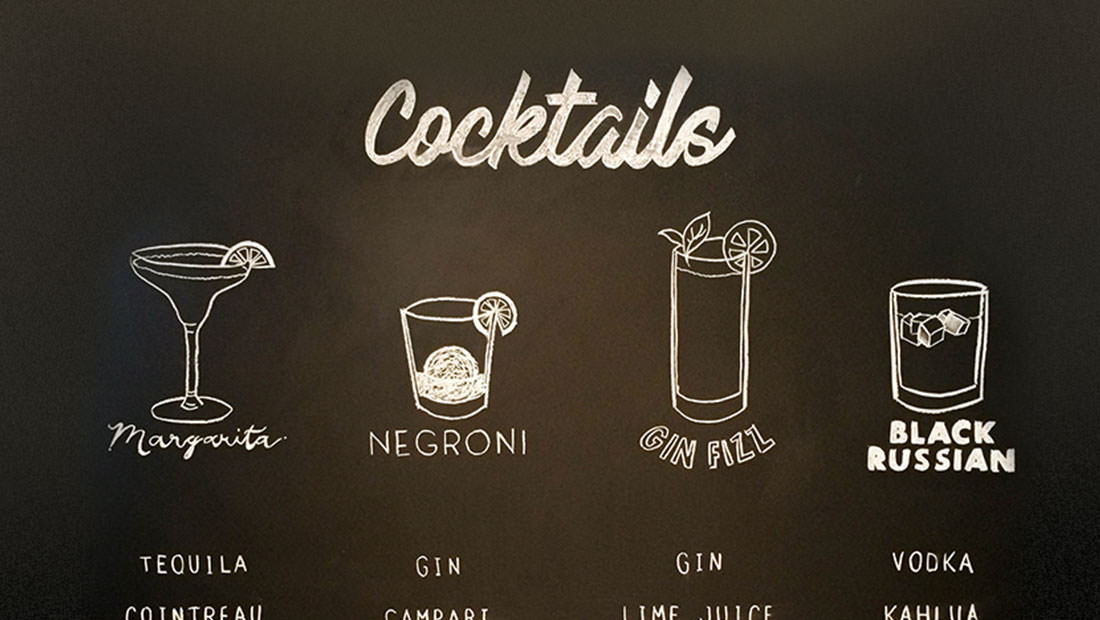 Cocktails
Margarita
NEGRONI
GIN FIZZ
BLACK
RUSSIAN
TEQUILA
GIN
GIN
VODKA
COINTREAU
CAMPARI
LIME JUICE
KAHLUA